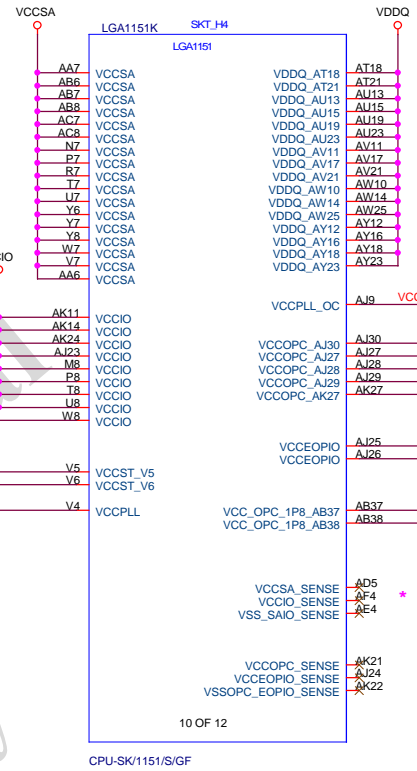 VCCSA
VDDQ
LGA1151K
SKT_H4
LGA1151
AA7 VCCSA VDDQ_AT18 AT18
AB6 VCCSA VDDQ_AT21 AT21
AB7 VCCSA VDDQ_AU13 AU13
AB8 VCCSA VDDQ_AU15 AU15
AC7 VCCSA VDDQ_AU19 AU19
AC8 VCCSA VDDQ_AU23 AU23
N7 VCCSA VDDQ_AV11 AV11
P7 VCCSA VDDQ_AV17 AV17
R7 VCCSA VDDQ_AV21 AV21
T7 VCCSA VDDQ_AW10 AW10
U7 VCCSA VDDQ_AW14 AW14
Y6 VCCSA VDDQ_AW25 AW25
Y7 VCCSA VDDQ_AY12 AY12
Y8 VCCSA VDDQ_AY16 AY16
W7 VCCSA VDDQ_AY18 AY18
V7 VCCSA VDDQ_AY23 AY23
AA6 VCCSA
IO
VCCPLL_OC AJ9 VCC
AK11 VCCIO
AK14 VCCIO
AK24 VCCIO VCCOPC_AJ30 AJ30
AJ23 VCCIO VCCOPC_AJ27 AJ27
M8 VCCIO VCCOPC_AJ28 AJ28
P8 VCCIO VCCOPC_AJ29 AJ29
T8 VCCIO VCCOPC_AK27 AK27
U8 VCCIO
W8 VCCIO
VCCEOPIO AJ25
VCCEOPIO AJ26
V5 VCCST_V5
V6 VCCST_V6
V4 VCCPLL VCC_OPC_1P8_AB37 AB37
VCC_OPC_1P8_AB38 AB38
VCCSA_SENSE AD5
VCCIO_SENSE AF4 *
VSS_SAIO_SENSE AE4
VCCOPC_SENSE AK21
VCCEOPIO_SENSE AJ24
VSSOPC_EOPIO_SENSE AK22
10 OF 12
CPU-SK/1151/S/GF